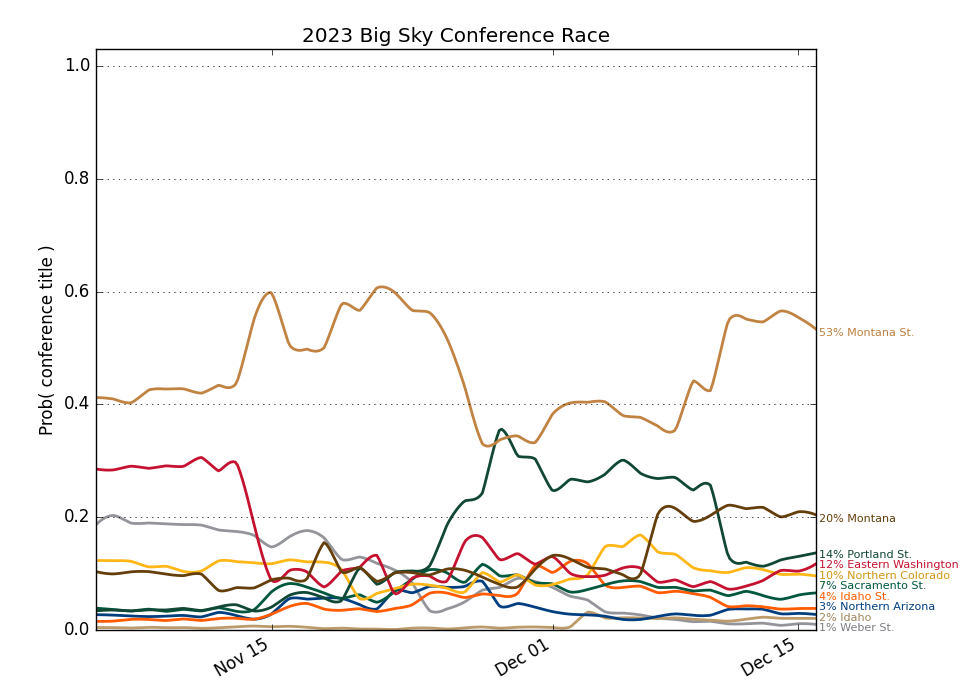 2023 Big Sky Conference Race
Prob( conference title )
1.0
0.8
0.6
0.4
0.2
0.0
Nov 15
Dec 01
Dec 15
53% Montana St.
20% Montana
14% Portland St.
12% Eastern Washington
10% Northern Colorado
7% Sacramento St.
4% Idaho St.
3% Northern Arizona
2% Idaho
1% Weber St.